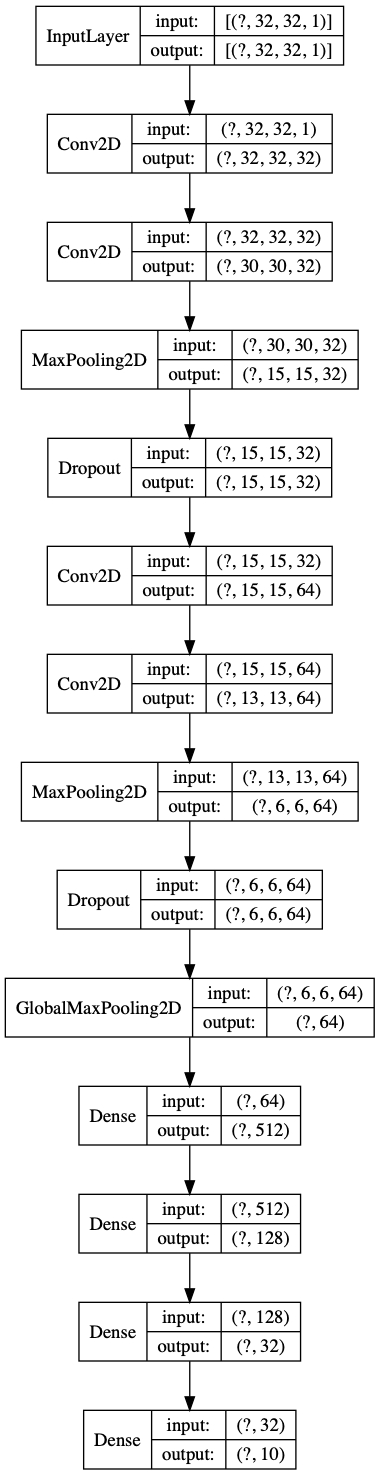 InputLayer
input: [(?, 32, 32, 1)]
output: [(?, 32, 32, 1)]
Conv2D
input: (?, 32, 32, 1)
output: (?, 32, 32, 32)
Conv2D
input: (?, 32, 32, 32)
output: (?, 30, 30, 32)
MaxPooling2D
input: (?, 30, 30, 32)
output: (?, 15, 15, 32)
Dropout
input: (?, 15, 15, 32)
output: (?, 15, 15, 32)
Conv2D
input: (?, 15, 15, 32)
output: (?, 15, 15, 64)
Conv2D
input: (?, 15, 15, 64)
output: (?, 13, 13, 64)
MaxPooling2D
input: (?, 13, 13, 64)
output: (?, 6, 6, 64)
Dropout
input: (?, 6, 6, 64)
output: (?, 6, 6, 64)
GlobalMaxPooling2D
input: (?, 6, 6, 64)
output: (?, 64)
Dense
input: (?, 64)
output: (?, 512)
Dense
input: (?, 512)
output: (?, 128)
Dense
input: (?, 128)
output: (?, 32)
Dense
input: (?, 32)
output: (?, 10)